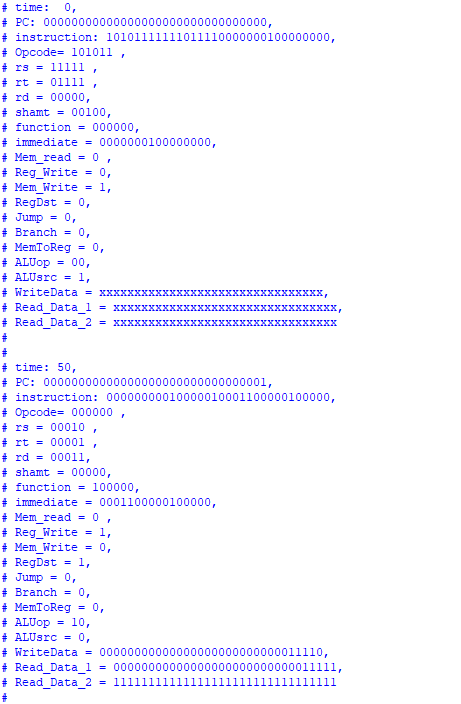 # time:  0,
# PC: 00000000000000000000000000000000,
# instruction: 10101111111011110000000100000000,
# Opcode= 101011 ,
# rs = 11111 ,
# rt = 01111 ,
# rd = 00000,
# shamt = 00100,
# function = 000000,
# immediate = 0000000100000000,
# Mem_read = 0 ,
# Reg_Write = 0,
# Mem_Write = 1,
# RegDst = 0,
# Jump = 0,
# Branch = 0,
# MemToReg = 0,
# ALUop = 00,
# ALUsrc = 1,
# WriteData = xxxxxxxxxxxxxxxxxxxxxxxxxxxxxxxx,
# Read_Data_1 = xxxxxxxxxxxxxxxxxxxxxxxxxxxxxxxx,
# Read_Data_2 = xxxxxxxxxxxxxxxxxxxxxxxxxxxxxxxx
#
#
# time: 50,
# PC: 00000000000000000000000000000001,
# instruction: 00000000010000010001100000100000,
# Opcode= 000000 ,
# rs = 00010 ,
# rt = 00001 ,
# rd = 00011,
# shamt = 00000,
# function = 100000,
# immediate = 0001100000100000,
# Mem_read = 0 ,
# Reg_Write = 1,
# Mem_Write = 0,
# RegDst = 1,
# Jump = 0,
# Branch = 0,
# MemToReg = 0,
# ALUop = 10,
# ALUsrc = 0,
# WriteData = 00000000000000000000000000011110,
# Read_Data_1 = 00000000000000000000000000011111,
# Read_Data_2 = 11111111111111111111111111111111
#